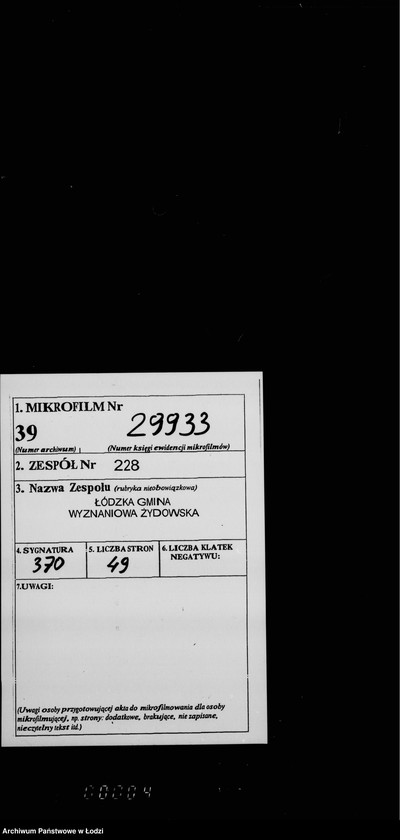 1. MIKROFILM Nr
39
29933
(Numer archiwum)
(Numer księgi ewidencji mikrofilmów)
2. ZESPÓŁ Nr 228
3. Nazwa Zespołu (rubryka nieobowiązkowa)
ŁÓDZKA GMINA
WYZNANIOWA ŻYDOWSKA
4. SYGNATURA
370
5. LICZBA STRON
49
6. LICZBA KLATEK
NEGATYWU:
7. UWAGI:
(Uwagi osoby przygotowującej akta do mikrofilmowania dla osoby
mikrofilmującej, np. strony: dodatkowe, brakujące, nie zapisane,
nieczytelny tekst itd.)
00004
Archiwum Państwowe w Łodzi